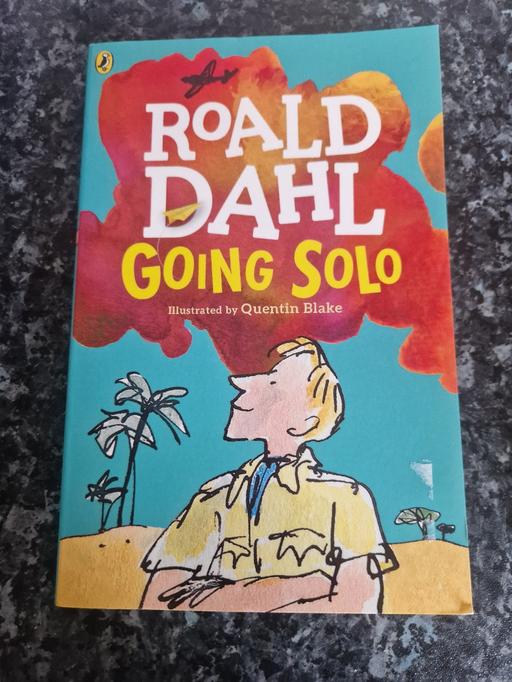 ROALD
DAHL
GOING SOLO
Illustrated by Quentin Blake